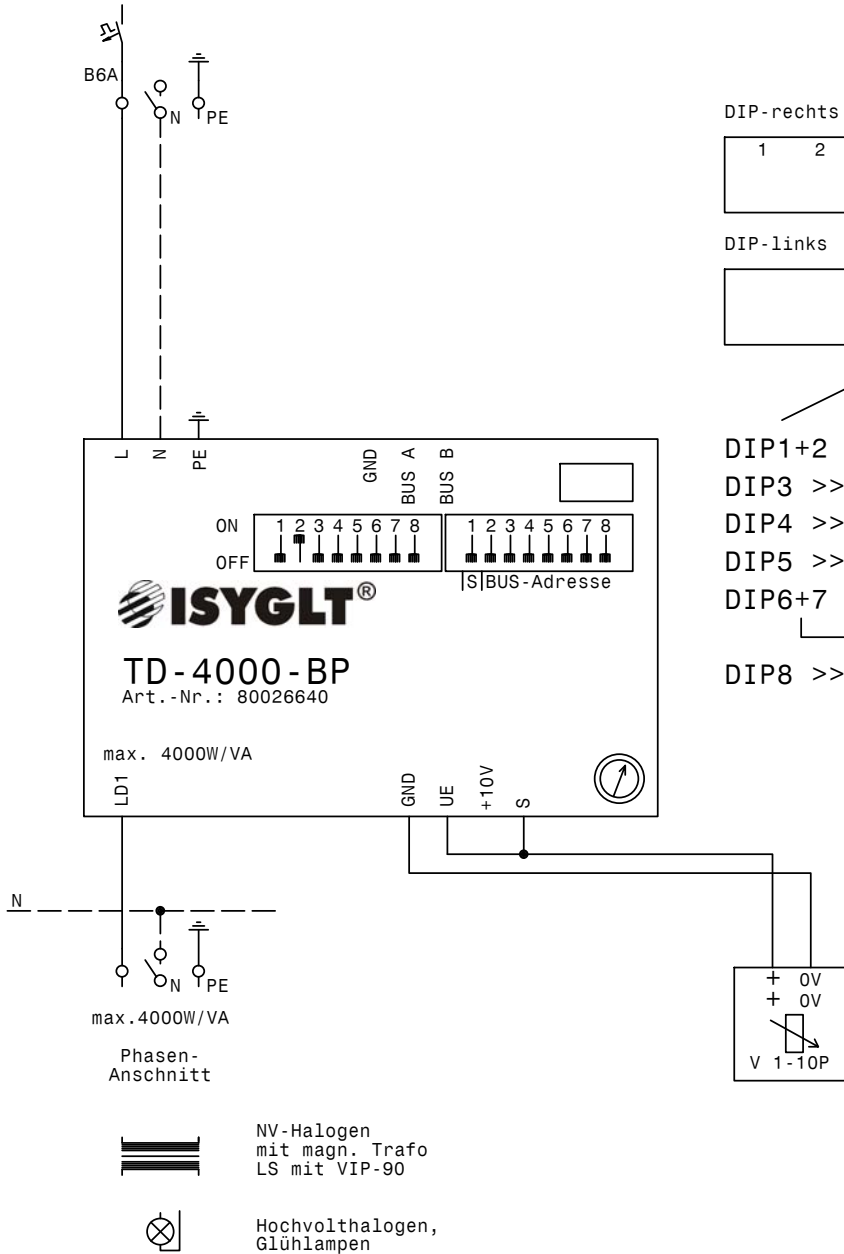 B6A
N
PE
DIP-rechts
1 2
DIP-links
L N PE GND BUS A BUS B
ON 1 2 3 4 5 6 7 8 1 2 3 4 5 6 7 8
OFF
|S|BUS-Adresse
ISYGLT®
TD-4000-BP
Art.-Nr.: 80026640
max. 4000W/VA
LD1 GND UE +10V S
DIP1+2
DIP3 >>
DIP4 >>
DIP5 >>
DIP6+7
DIP8 >>
N
N
PE
max.4000W/VA
Phasen-
Anschnitt
+ 0V
+ 0V
V 1-10P
NV-Halogen
mit magn. Trafo
LS mit VIP-90
Hochvolthalogen,
Glühlampen